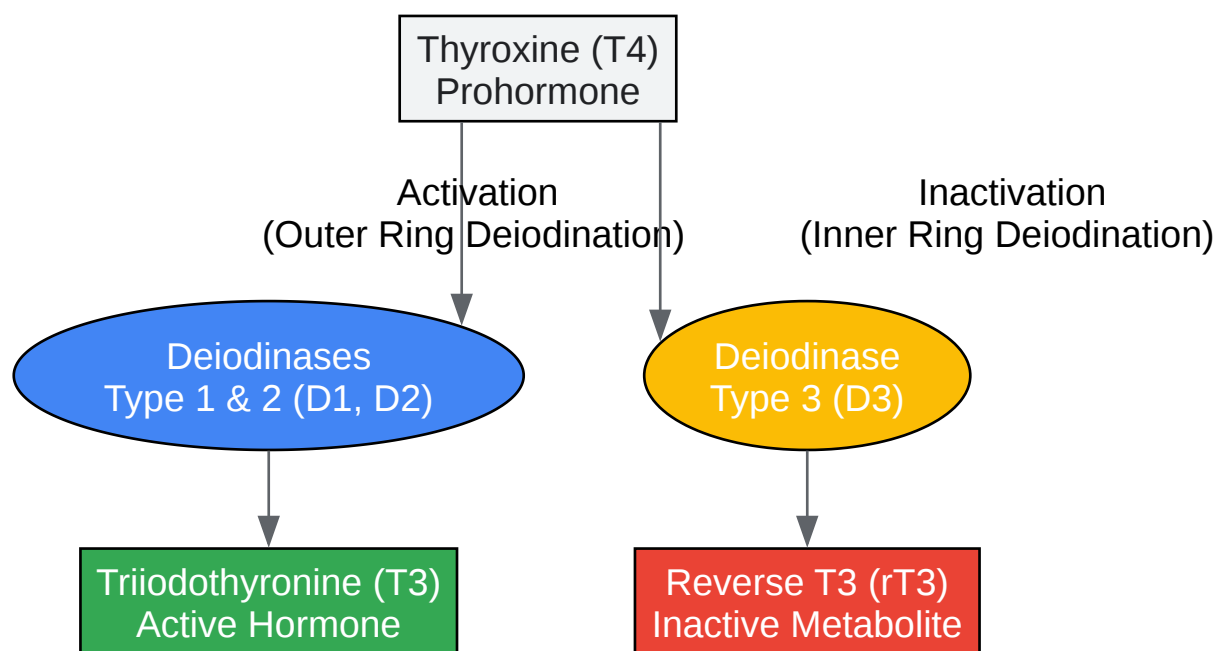 Thyroxine (T4)
Prohormone
Activation
(Outer Ring Deiodination)
Inactivation
(Inner Ring Deiodination)
Deiodinases
Type 1 & 2 (D1, D2)
Deiodinase
Type 3 (D3)
Triiodothyronine (T3)
Active Hormone
Reverse T3 (rT3)
Inactive Metabolite